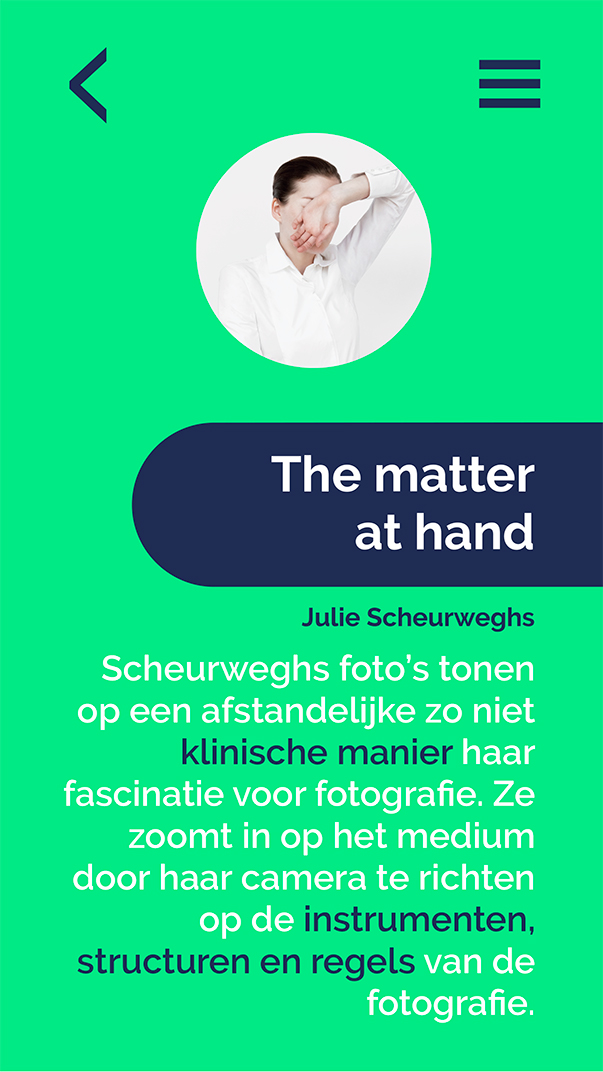 The matter
at hand
Julie Scheurweghs
Scheurweghs foto’s tonen
op een afstandelijke zo niet
klinische manier haar
fascinatie voor fotografie. Ze
zoomt in op het medium
door haar camera te richten
op de instrumenten,
structuren en regels van de
fotografie.